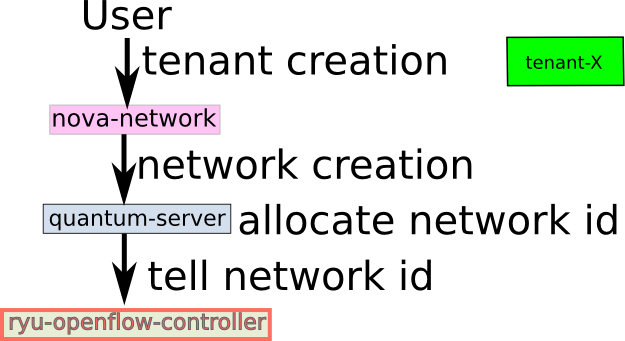 User
tenant creation
tenant-X
nova-network
network creation
quantum-server
allocate network id
tell network id
ryu-openflow-controller